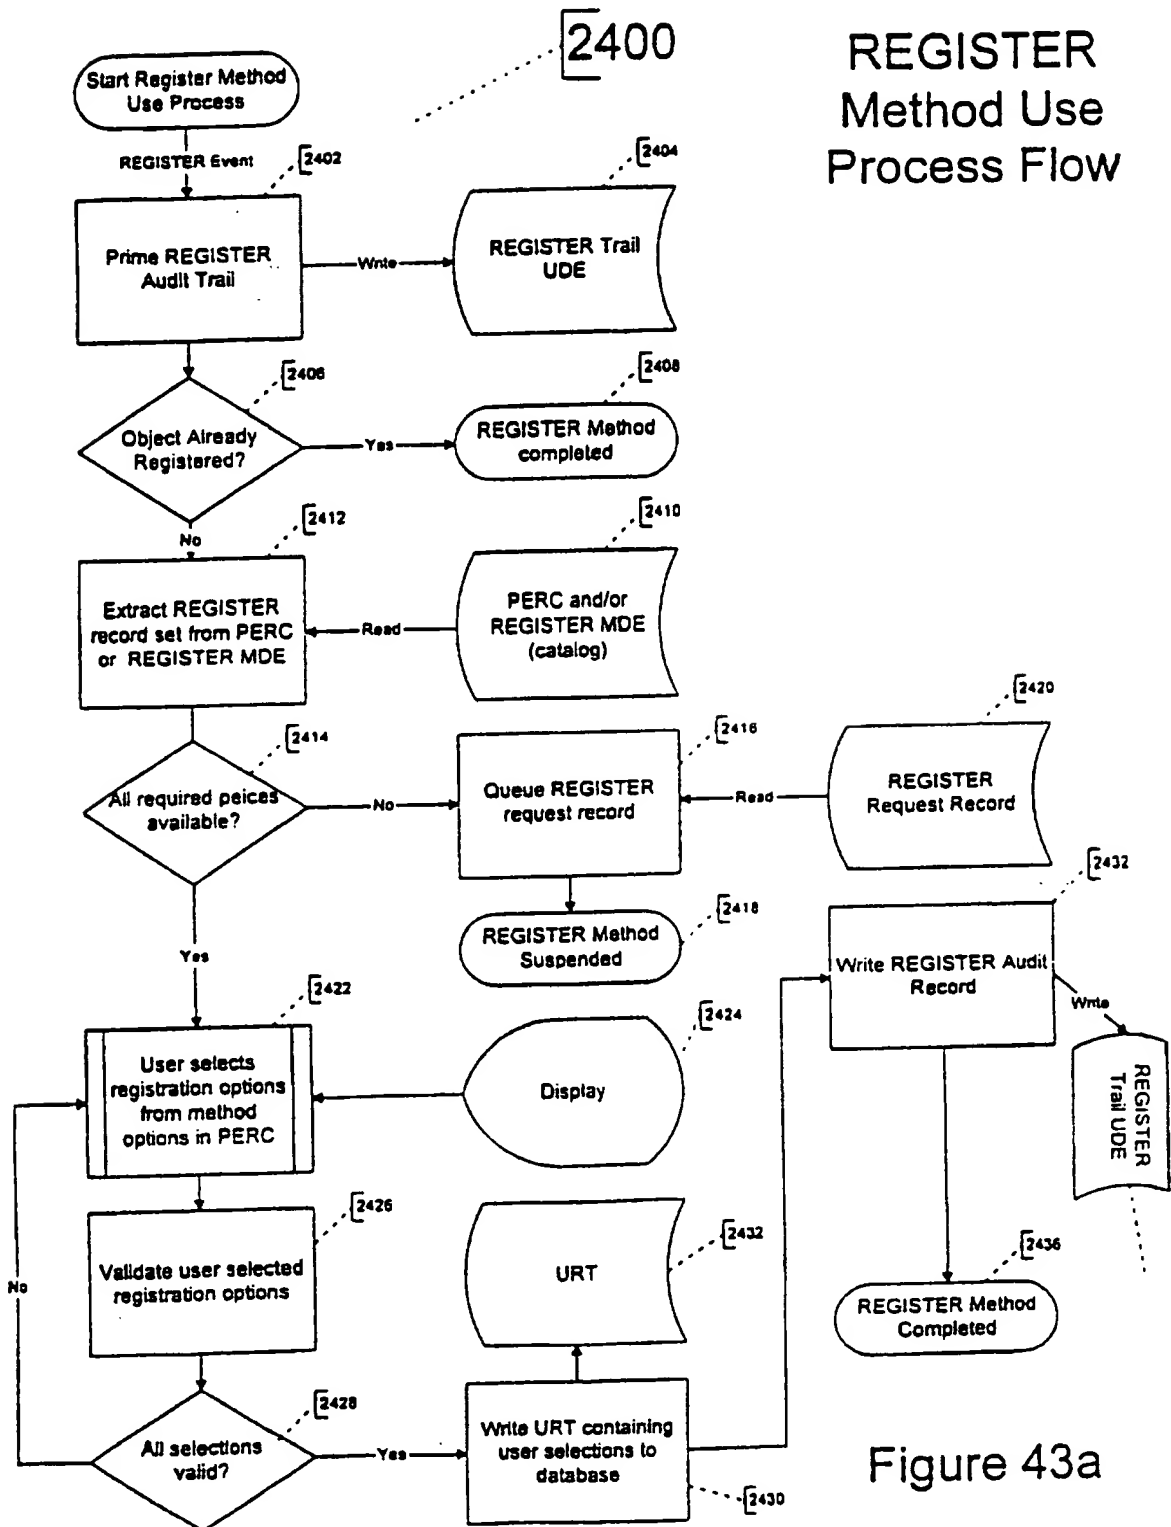 2400
REGISTER
Method Use
Process Flow
Start Register Method
Use Process
REGISTER Event
2402
2404
Prime REGISTER
Audit Trail
Write
REGISTER Trail
UDE
2406
2408
Object Already
Registered?
Yes
REGISTER Method
completed
No
2412
2410
Extract REGISTER
record set from PERC
or REGISTER MDE
Read
PERC and/or
REGISTER MDE
(catalog)
2414
2416
2420
All required peices
available?
No
Queue REGISTER
request record
Read
REGISTER
Request Record
2418
REGISTER Method
Suspended
2432
Write REGISTER Audit
Record
Write
REGISTER
Trail UDE
Yes
2422
2424
User selects
registration options
from method
options in PERC
Display
2426
Validate user selected
registration options
2432
URT
2436
REGISTER Method
Completed
No
2428
All selections
valid?
Yes
Write URT containing
user selections to
database
2430
Figure 43a